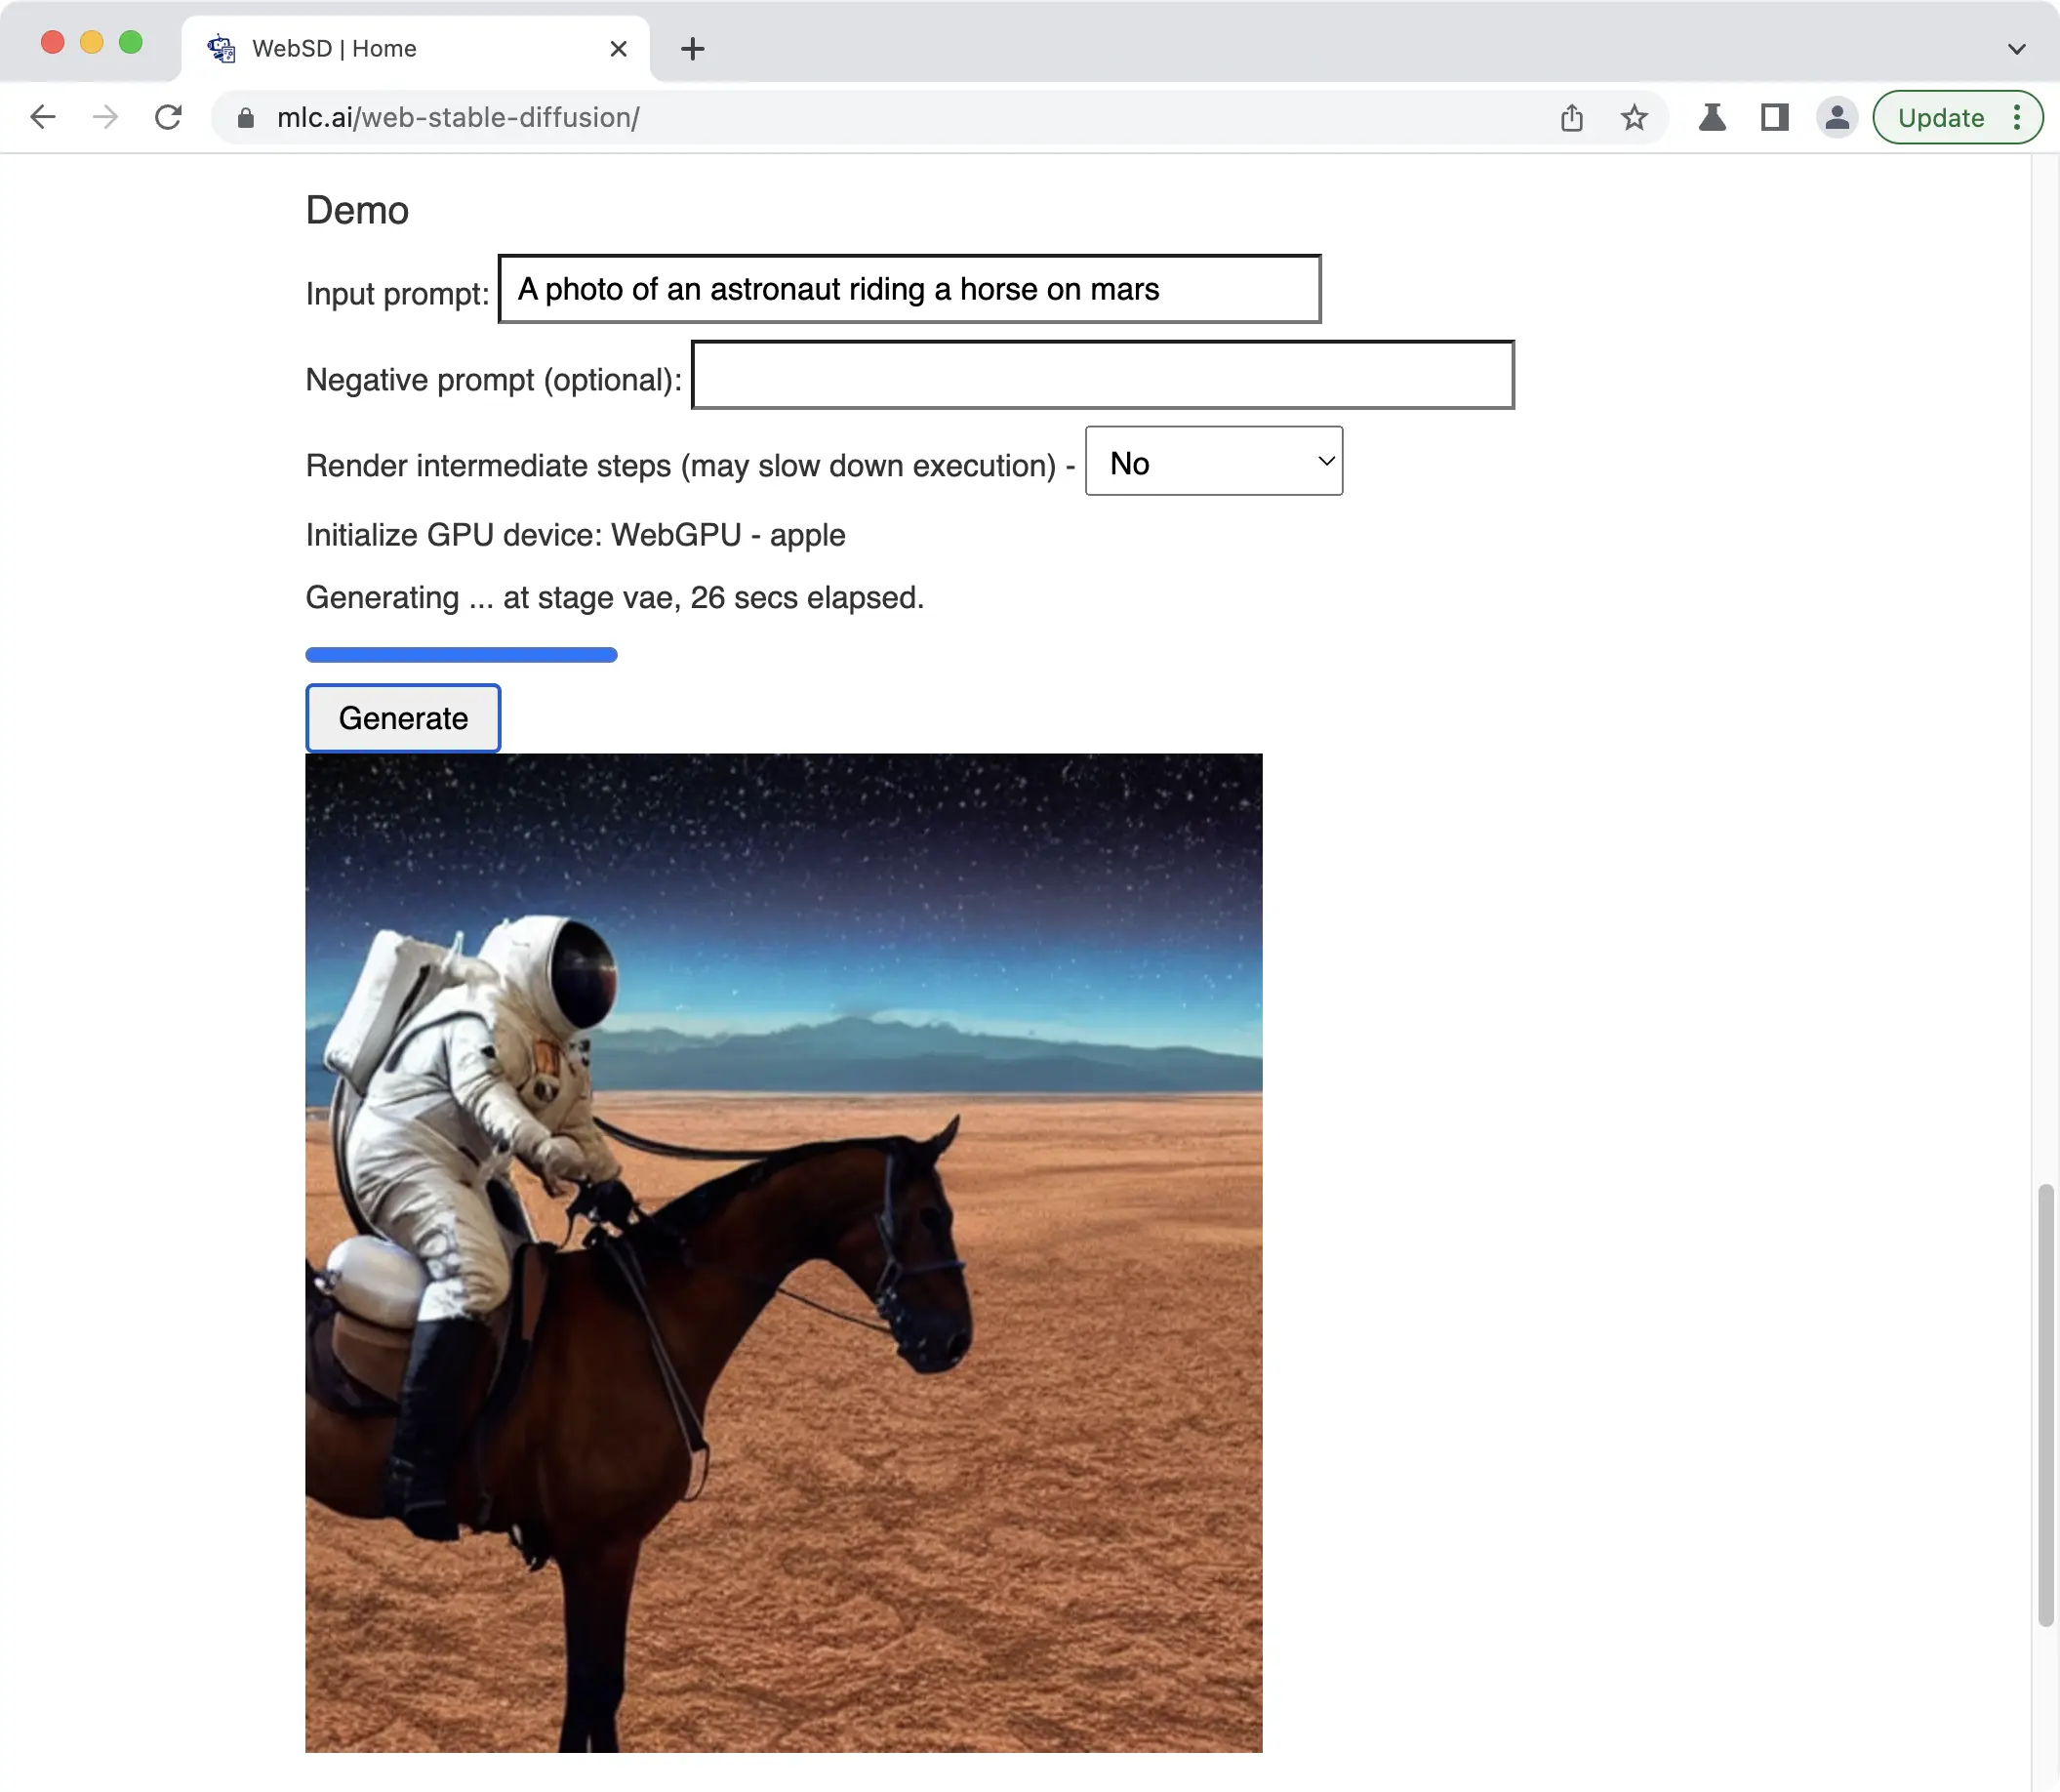 WebSD | Home
mlc.ai/web-stable-diffusion/
Update
Demo
Input prompt: A photo of an astronaut riding a horse on mars
Negative prompt (optional):
Render intermediate steps (may slow down execution) - No
Initialize GPU device: WebGPU - apple
Generating ... at stage vae, 26 secs elapsed.
Generate